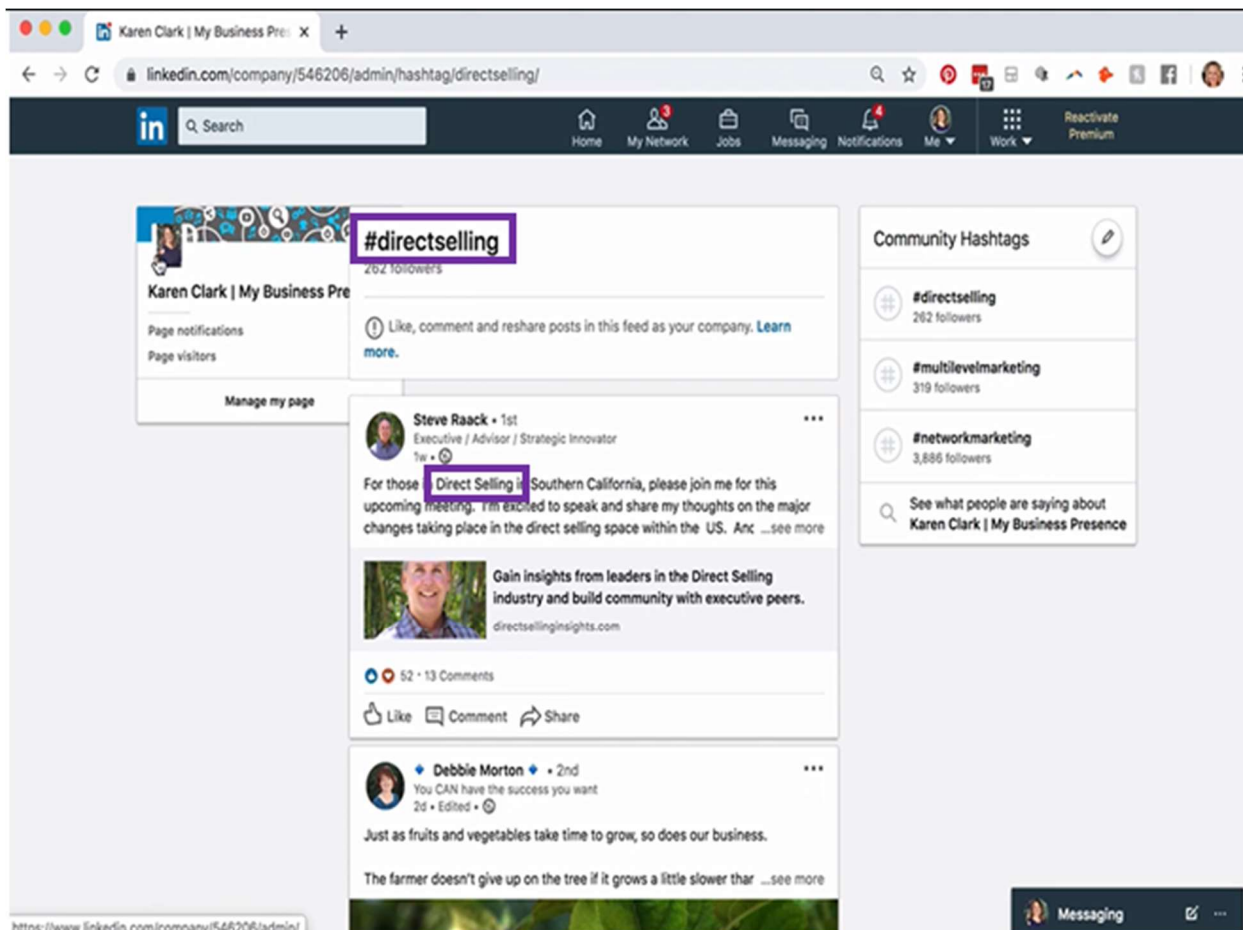 Karen Clark | My Business Pre
linkedin.com/company/546206/admin/hashtag/directselling/
17
in
Search
Home
3
My Network
Jobs
Messaging
4
Notifications
Me
Work
Reactivate
Premium
Karen Clark | My Business Pre
Page notifications
Page visitors
Manage my page
#directselling
262 followers
Like, comment and reshare posts in this feed as your company. Learn
more.
Steve Raack • 1st
Executive / Advisor / Strategic Innovator
1w •
For those in Direct Selling in Southern California, please join me for this
upcoming meeting. I'm excited to speak and share my thoughts on the major
changes taking place in the direct selling space within the US. Anc ...see more
Gain insights from leaders in the Direct Selling
industry and build community with executive peers.
directsellinginsights.com
52 · 13 Comments
Like Comment Share
Debbie Morton • 2nd
You CAN have the success you want
2d • Edited •
Just as fruits and vegetables take time to grow, so does our business.
The farmer doesn't give up on the tree if it grows a little slower thar ...see more
Community Hashtags
#directselling
262 followers
#multilevelmarketing
319 followers
#networkmarketing
3,886 followers
See what people are saying about
Karen Clark | My Business Presence
Messaging
https://www.linkedin.com/company/546206/admin/